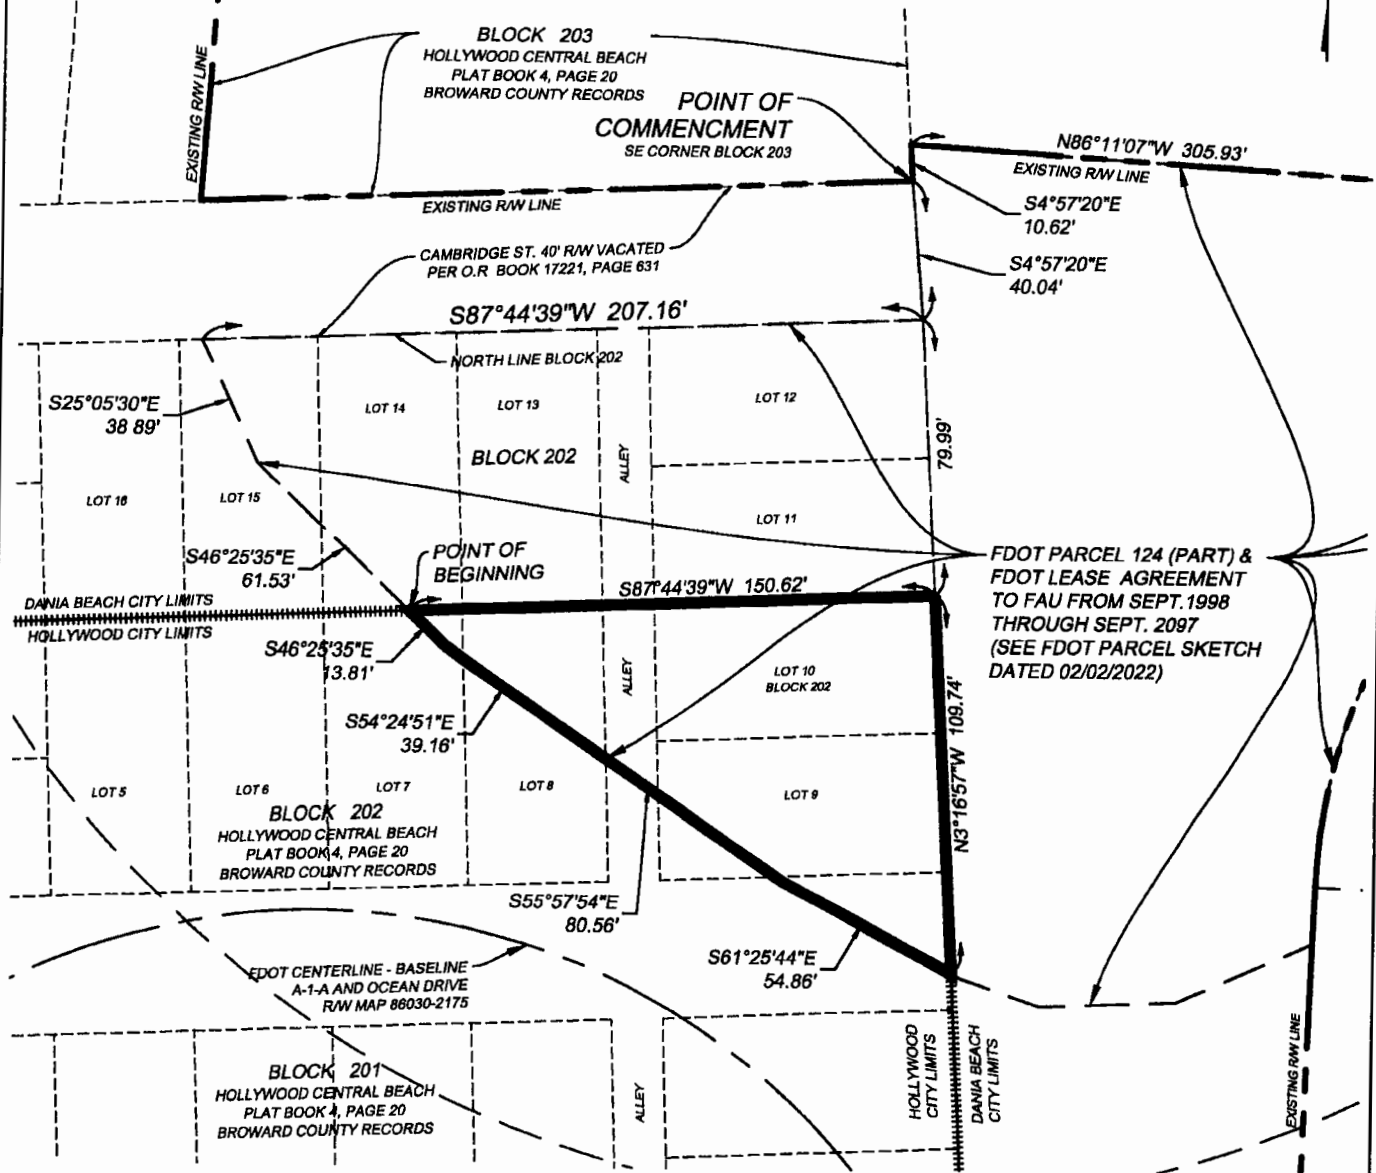 BLOCK 203
HOLLYWOOD CENTRAL BEACH
PLAT BOOK 4, PAGE 20
BROWARD COUNTY RECORDS
EXISTING R/W LINE
POINT OF
COMMENCMENT
SE CORNER BLOCK 203
N86°11'07"W 305.93'
EXISTING R/W LINE
EXISTING R/W LINE
S4°57'20"E
10.62'
CAMBRIDGE ST. 40' R/W VACATED
PER O.R BOOK 17221, PAGE 631
S4°57'20"E
40.04'
S87°44'39"W 207.16'
NORTH LINE BLOCK 202
S25°05'30"E
38 89'
LOT 14
LOT 13
LOT 12
BLOCK 202
ALLEY
79.99'
LOT 16
LOT 15
LOT 11
S46°25'35"E
61.53'
POINT OF
BEGINNING
S87°44'39"W 150.62'
FDOT PARCEL 124 (PART) &
FDOT LEASE AGREEMENT
TO FAU FROM SEPT.1998
THROUGH SEPT. 2097
(SEE FDOT PARCEL SKETCH
DATED 02/02/2022)
DANIA BEACH CITY LIMITS
HOLLYWOOD CITY LIMITS
S46°25'35"E
13.81'
ALLEY
LOT 10
BLOCK 202
S54°24'51"E
39.16'
N3°16'57"W 109.74'
LOT 5
LOT 6
LOT 7
LOT 8
LOT 9
BLOCK 202
HOLLYWOOD CENTRAL BEACH
PLAT BOOK 4, PAGE 20
BROWARD COUNTY RECORDS
S55°57'54"E
80.56'
S61°25'44"E
54.86'
FDOT CENTERLINE - BASELINE
A-1-A AND OCEAN DRIVE
R/W MAP 86030-2175
BLOCK 201
HOLLYWOOD CENTRAL BEACH
PLAT BOOK 4, PAGE 20
BROWARD COUNTY RECORDS
ALLEY
HOLLYWOOD
CITY LIMITS
DANIA BEACH
CITY LIMITS
EXISTING R/W LINE